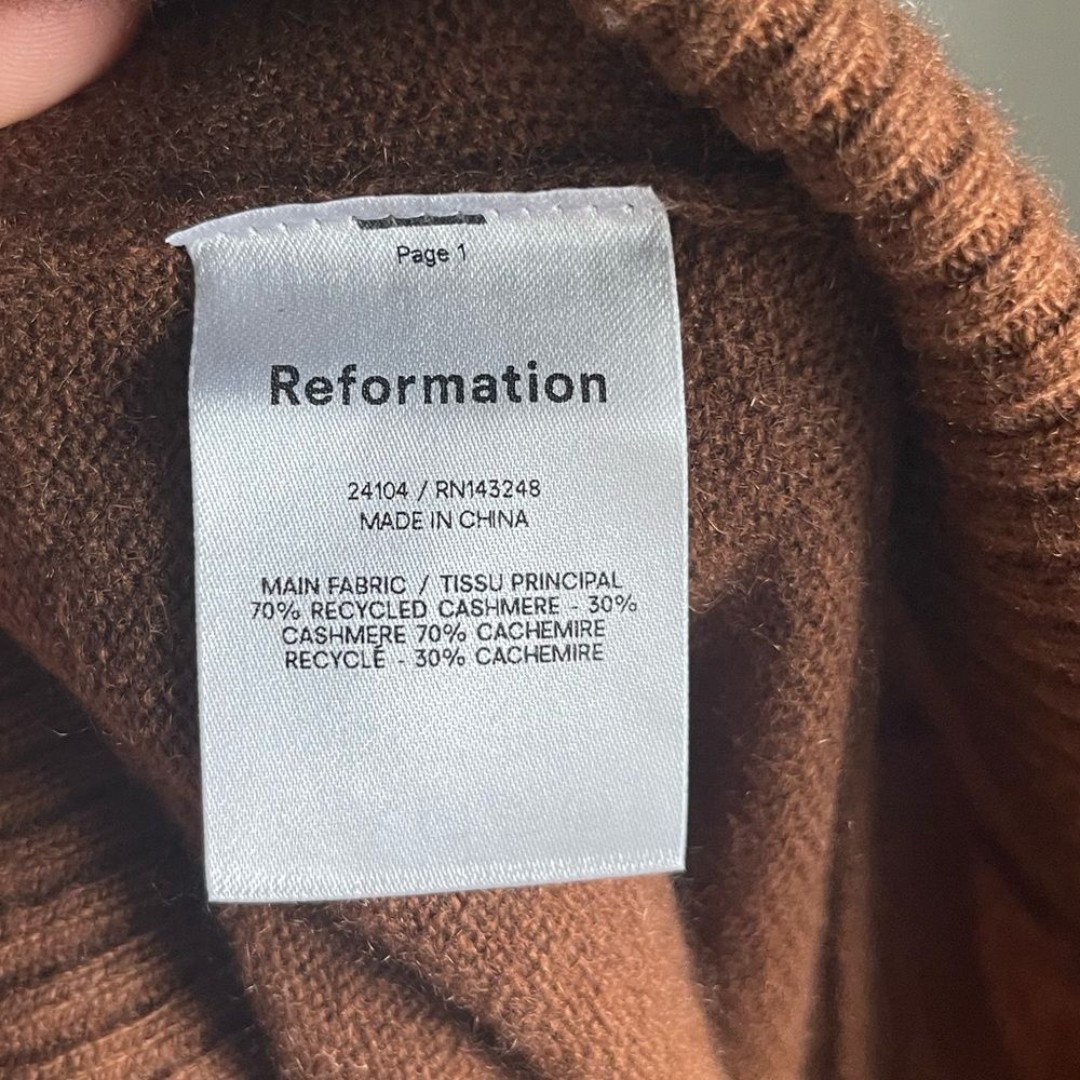 Page 1
Reformation
24104 / RN143248
MADE IN CHINA
MAIN FABRIC / TISSU PRINCIPAL
70% RECYCLED CASHMERE - 30%
CASHMERE 70% CACHEMIRE
RECYCLÉ - 30% CACHEMIRE